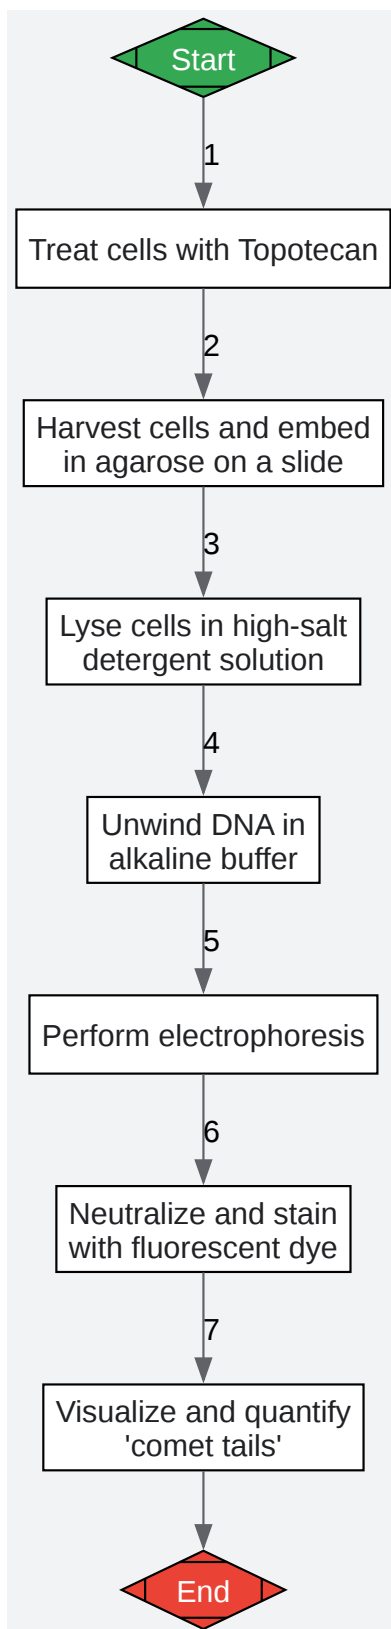 Start
1
Treat cells with Topotecan
2
Harvest cells and embed
in agarose on a slide
3
Lyse cells in high-salt
detergent solution
4
Unwind DNA in
alkaline buffer
5
Perform electrophoresis
6
Neutralize and stain
with fluorescent dye
7
Visualize and quantify
'comet tails'
End